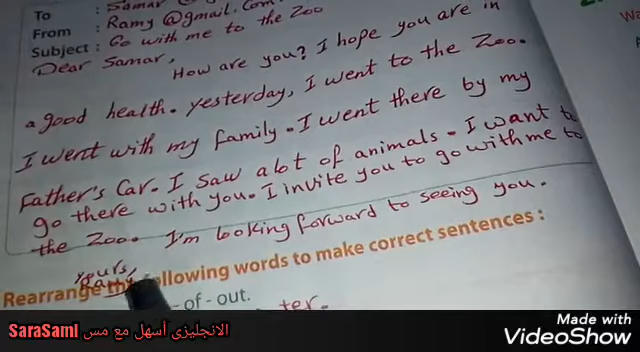 To : Samar
From : Ramy @gmail.Com
Subject : Go with me to the Zoo
Dear Samar,
How are you? I hope you are in
a good health. yesterday, I went to the Zoo.
I went with my family. I went there by my
Father's Car. I saw alot of animals. I want to
go there with you. I invite you to go with me to
the Zoo. I'm looking forward to seeing you.
yours,
Ramy
Rearrange the following words to make correct sentences :
- of - out.
ter.
الانجليزى أسهل مع مس SaraSamI
Made with
VideoShow